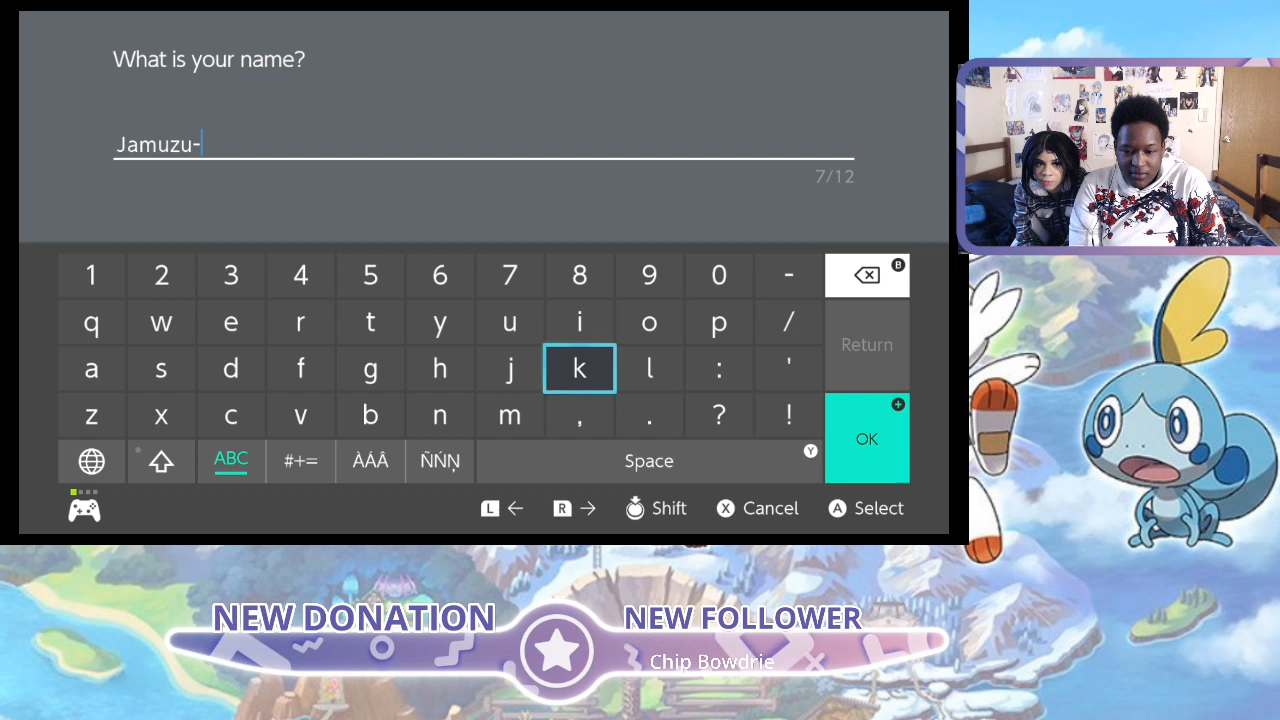 What is your name?
Jamuzu-
7/12
1 2 3 4 5 6 7 8 9 0 - B
q w e r t y u i o p / Return
a s d f g h j k l : '
z x c v b n m , . ? ! OK
ABC #+= ÀÁÂ ÑŃŅ Space Y
L ← R → Shift X Cancel A Select
NEW DONATION NEW FOLLOWER
Chip Bowdrie